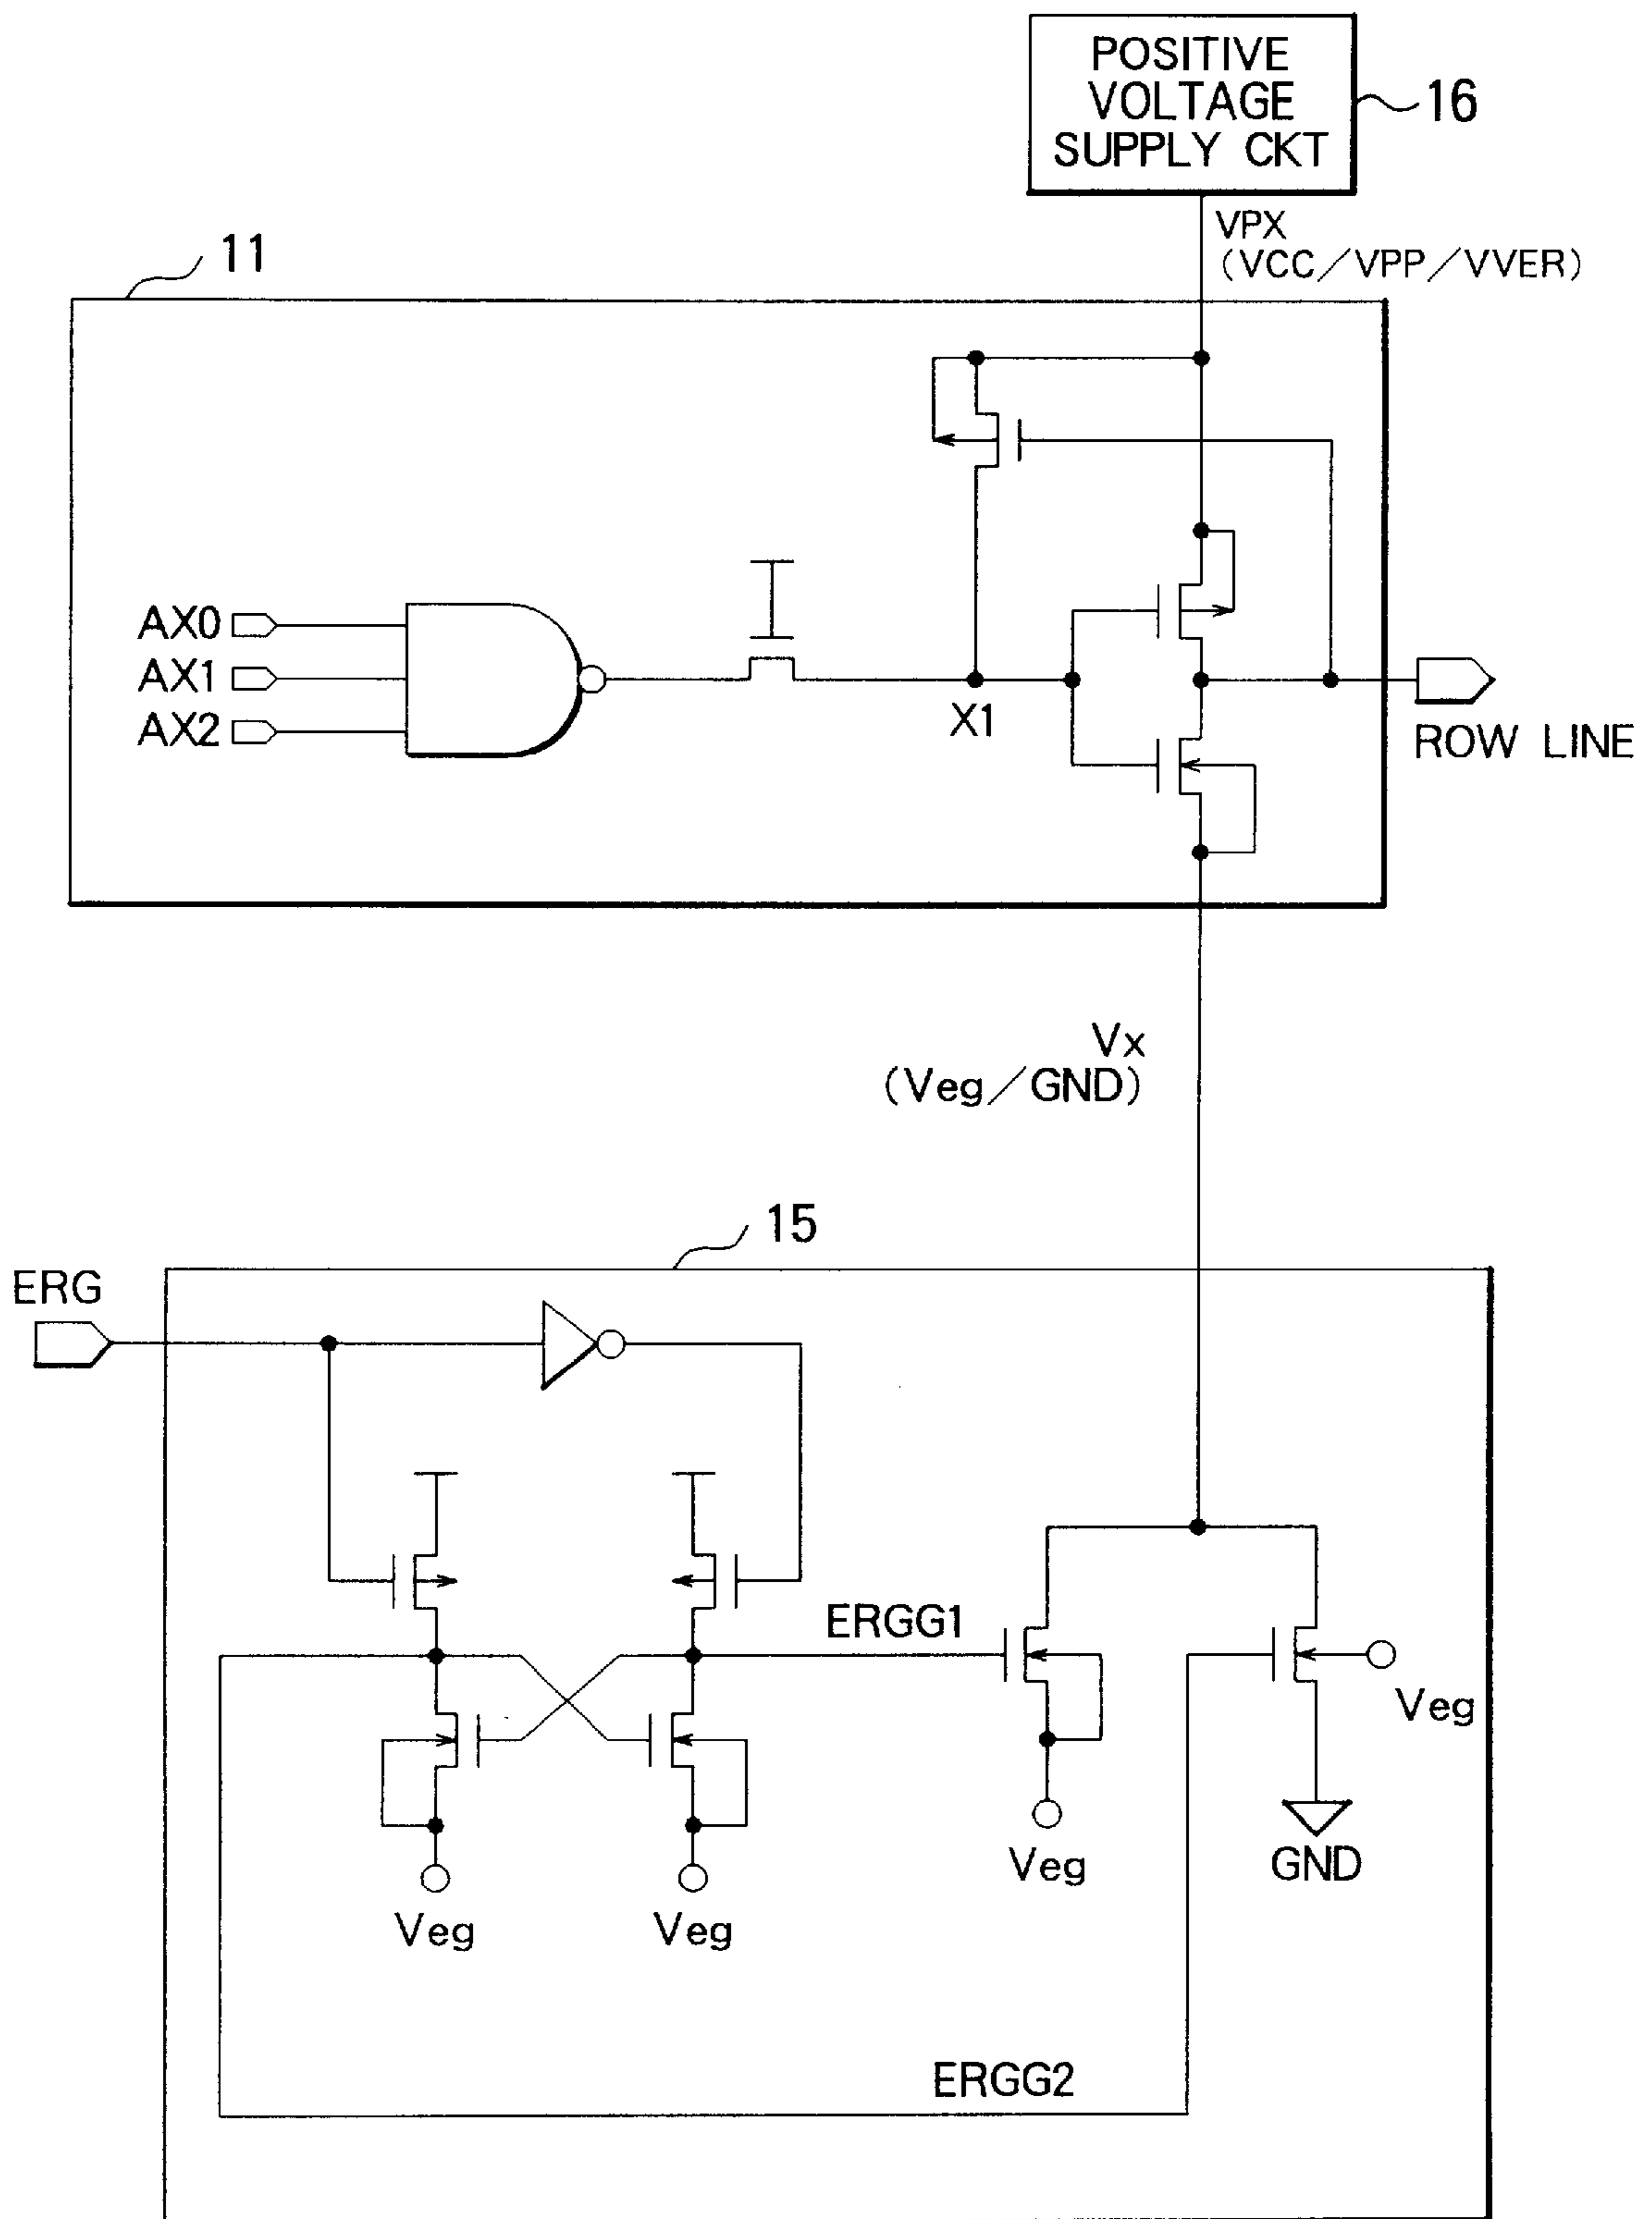 POSITIVE
VOLTAGE
SUPPLY CKT
16
VPX
(VCC/VPP/VVER)
11
AX0
AX1
AX2
X1
ROW LINE
Vx
(Veg/GND)
15
ERG
ERGG1
Veg
Veg
GND
Veg
Veg
ERGG2